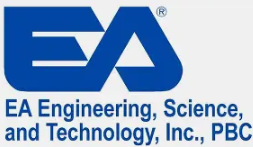 EA®
EA Engineering, Science,
and Technology, Inc., PBC